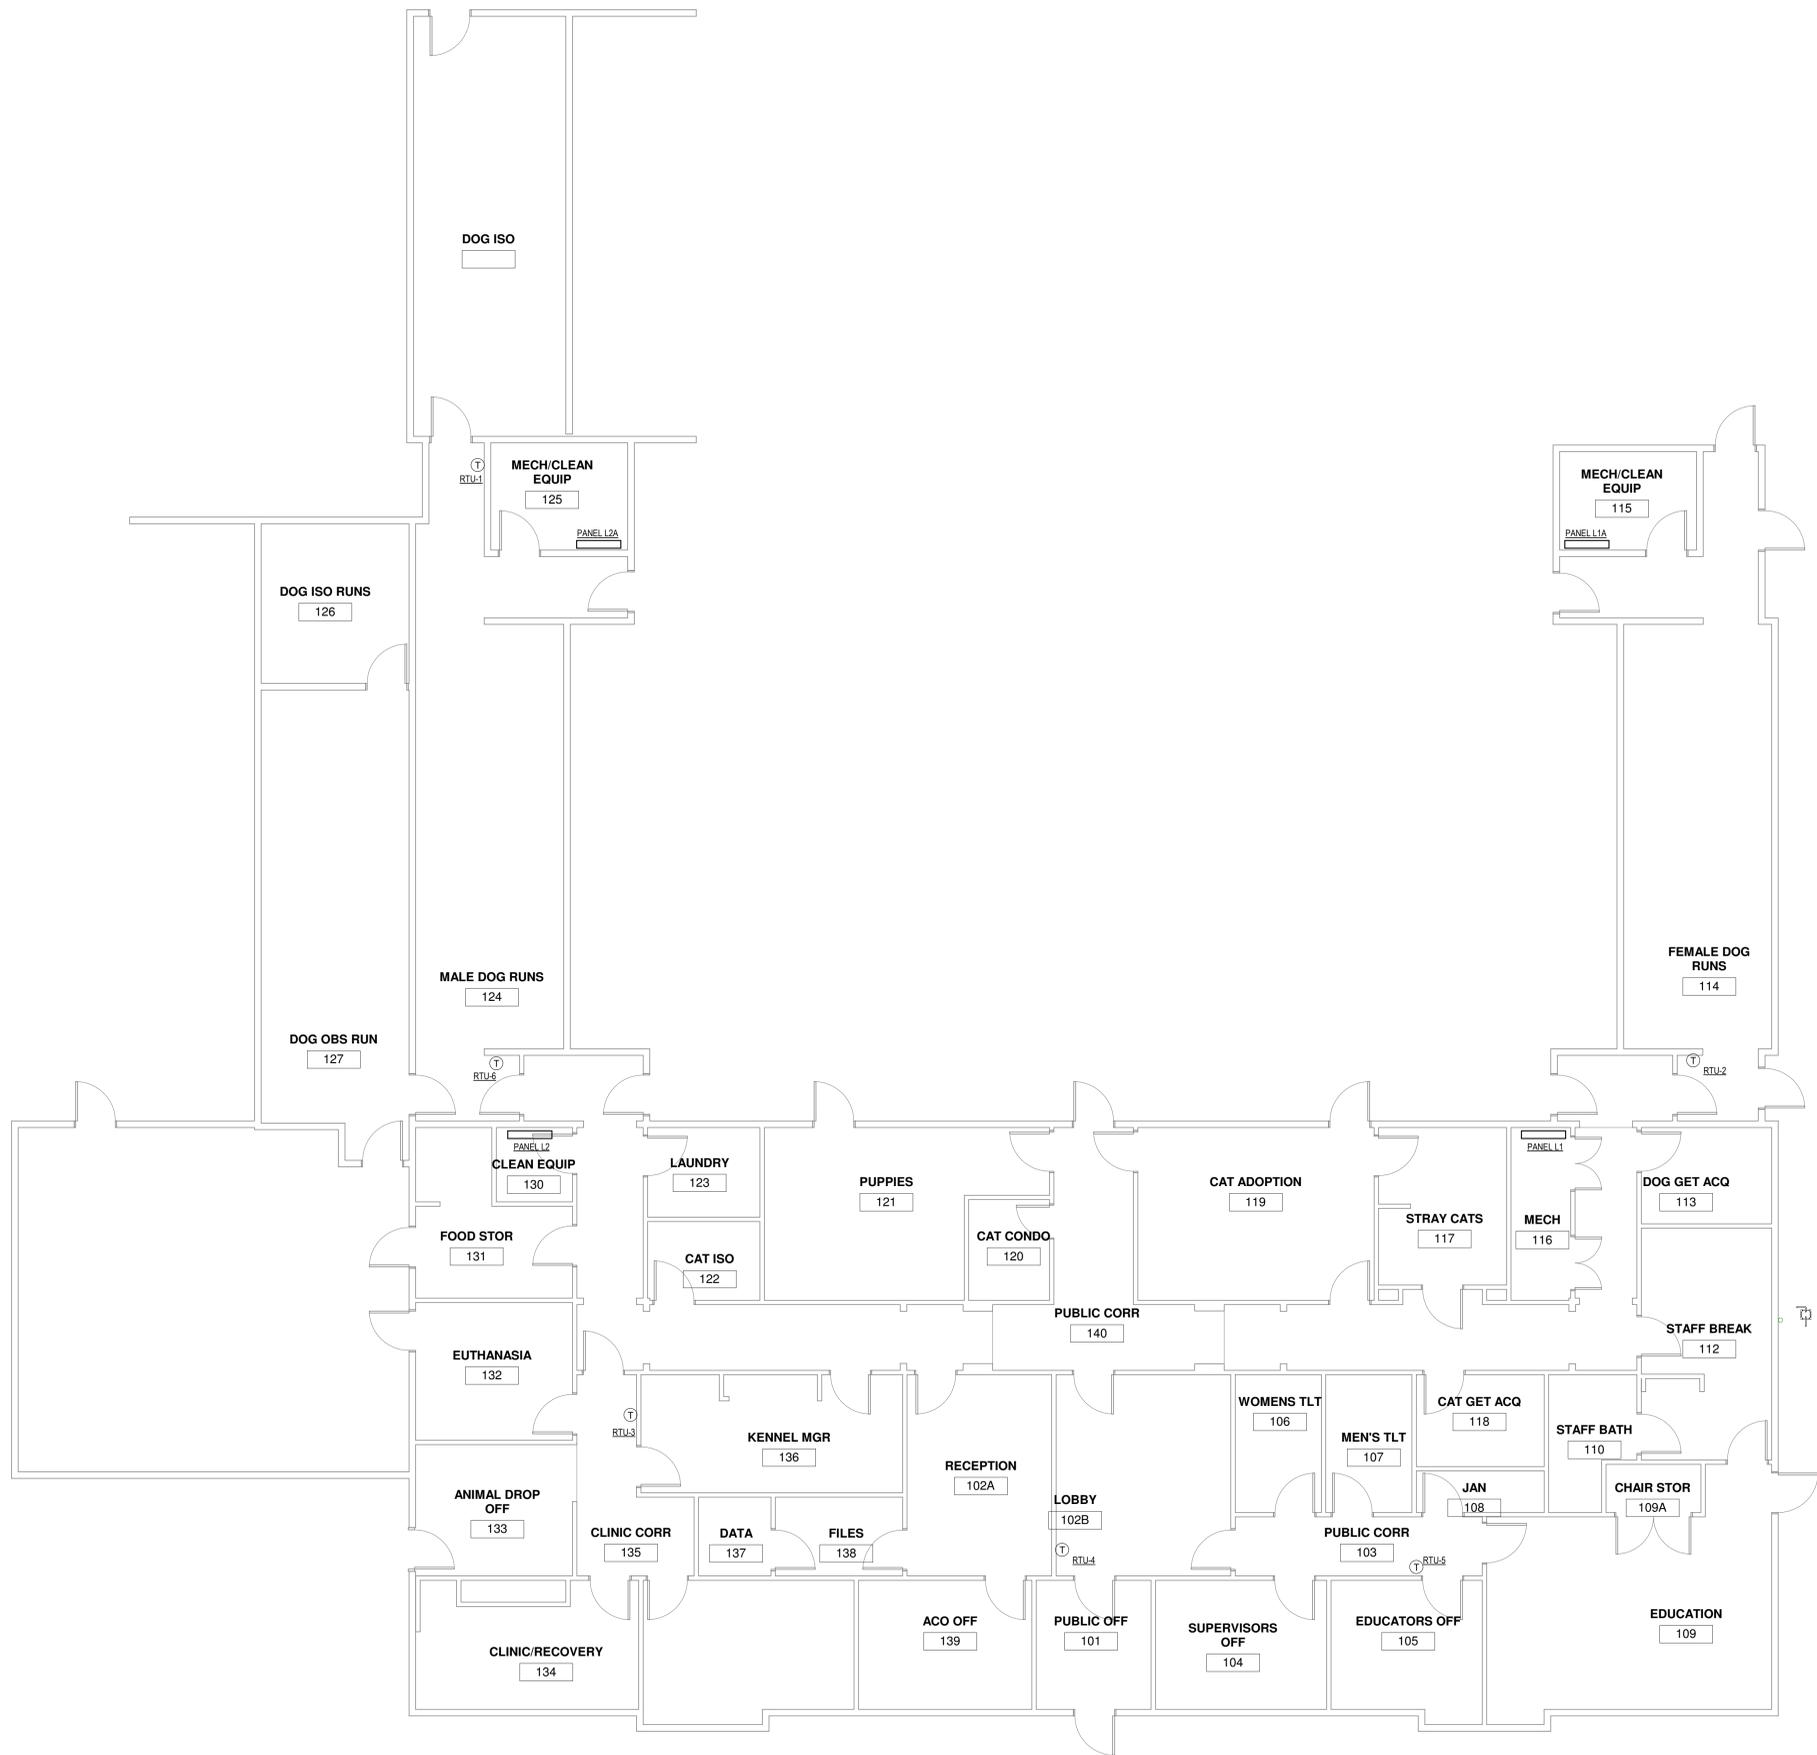 DOG ISO
T
RTU-1
MECH/CLEAN
EQUIP
125
PANEL L2A
MECH/CLEAN
EQUIP
115
PANEL L1A
DOG ISO RUNS
126
MALE DOG RUNS
124
FEMALE DOG
RUNS
114
DOG OBS RUN
127
T
RTU-6
T
RTU-2
PANEL L2
CLEAN EQUIP
130
LAUNDRY
123
PUPPIES
121
CAT ADOPTION
119
PANEL L1
DOG GET ACQ
113
STRAY CATS
117
MECH
116
FOOD STOR
131
CAT ISO
122
CAT CONDO
120
PUBLIC CORR
140
STAFF BREAK
112
EUTHANASIA
132
T
RTU-3
KENNEL MGR
136
RECEPTION
102A
WOMENS TLT
106
MEN'S TLT
107
CAT GET ACQ
118
STAFF BATH
110
ANIMAL DROP
OFF
133
CLINIC CORR
135
DATA
137
FILES
138
LOBBY
102B
T
RTU-4
JAN
108
CHAIR STOR
109A
PUBLIC CORR
103
T
RTU-5
CLINIC/RECOVERY
134
ACO OFF
139
PUBLIC OFF
101
SUPERVISORS
OFF
104
EDUCATORS OFF
105
EDUCATION
109